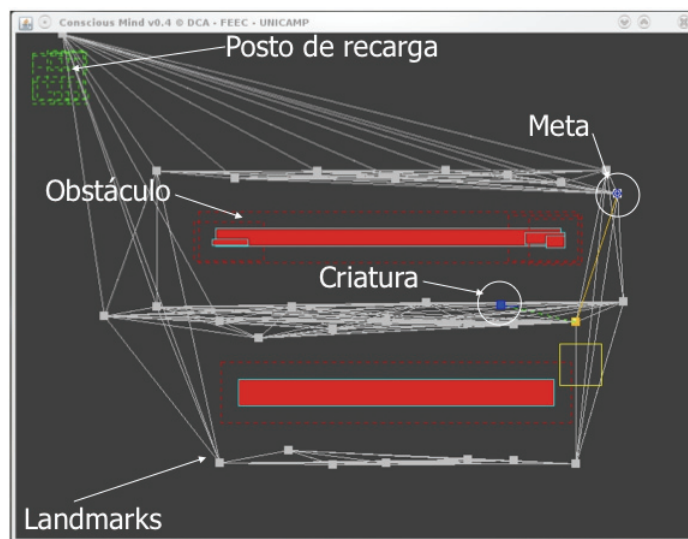 Conscious Mind v0.4 © DCA - FEEC - UNICAMP
Posto de recarga
Meta
Obstáculo
Criatura
Landmarks